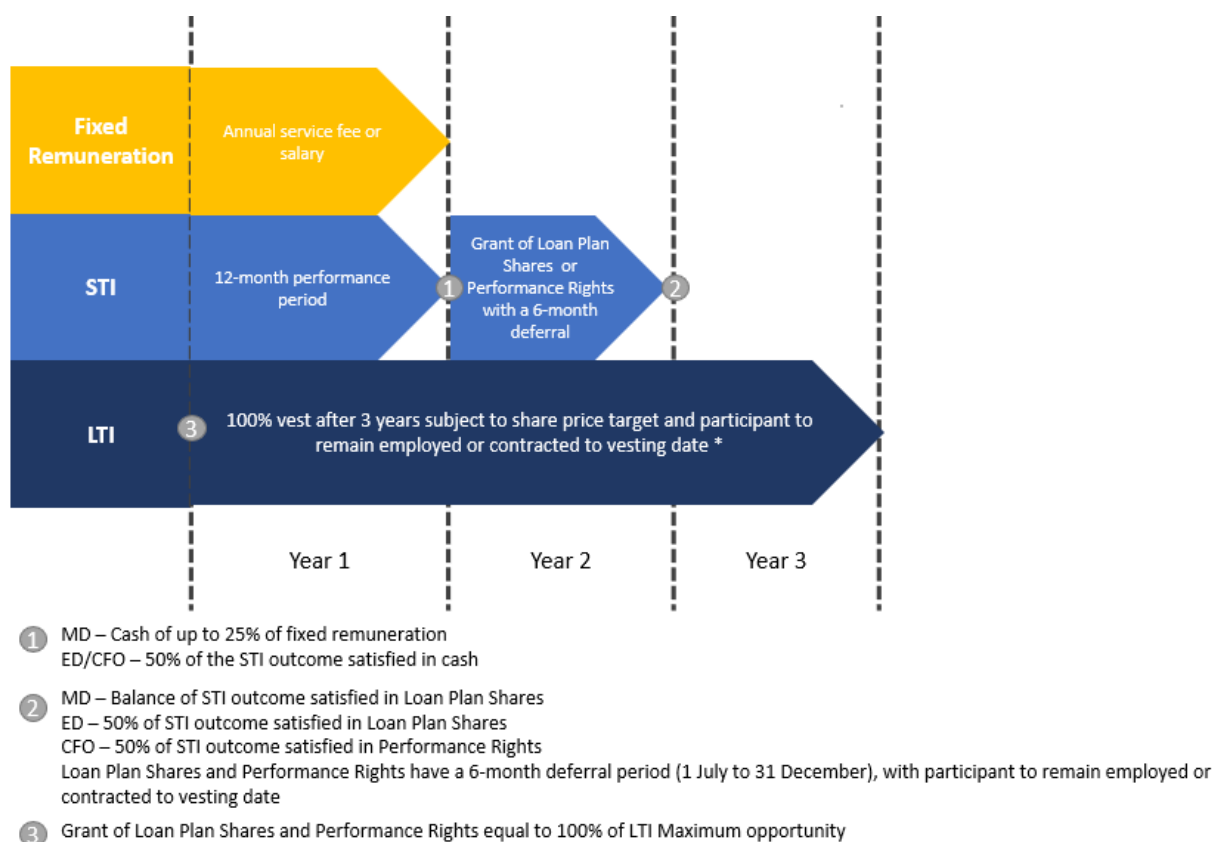 Fixed
Remuneration
Annual service fee or
salary
STI
12-month performance
period
1
Grant of Loan Plan
Shares or
Performance Rights
with a 6-month
deferral
2
LTI
3
100% vest after 3 years subject to share price target and participant to
remain employed or contracted to vesting date *
Year 1
Year 2
Year 3
1 MD – Cash of up to 25% of fixed remuneration
ED/CFO – 50% of the STI outcome satisfied in cash
2 MD – Balance of STI outcome satisfied in Loan Plan Shares
ED – 50% of STI outcome satisfied in Loan Plan Shares
CFO – 50% of STI outcome satisfied in Performance Rights
Loan Plan Shares and Performance Rights have a 6-month deferral period (1 July to 31 December), with participant to remain employed or
contracted to vesting date
3 Grant of Loan Plan Shares and Performance Rights equal to 100% of LTI Maximum opportunity